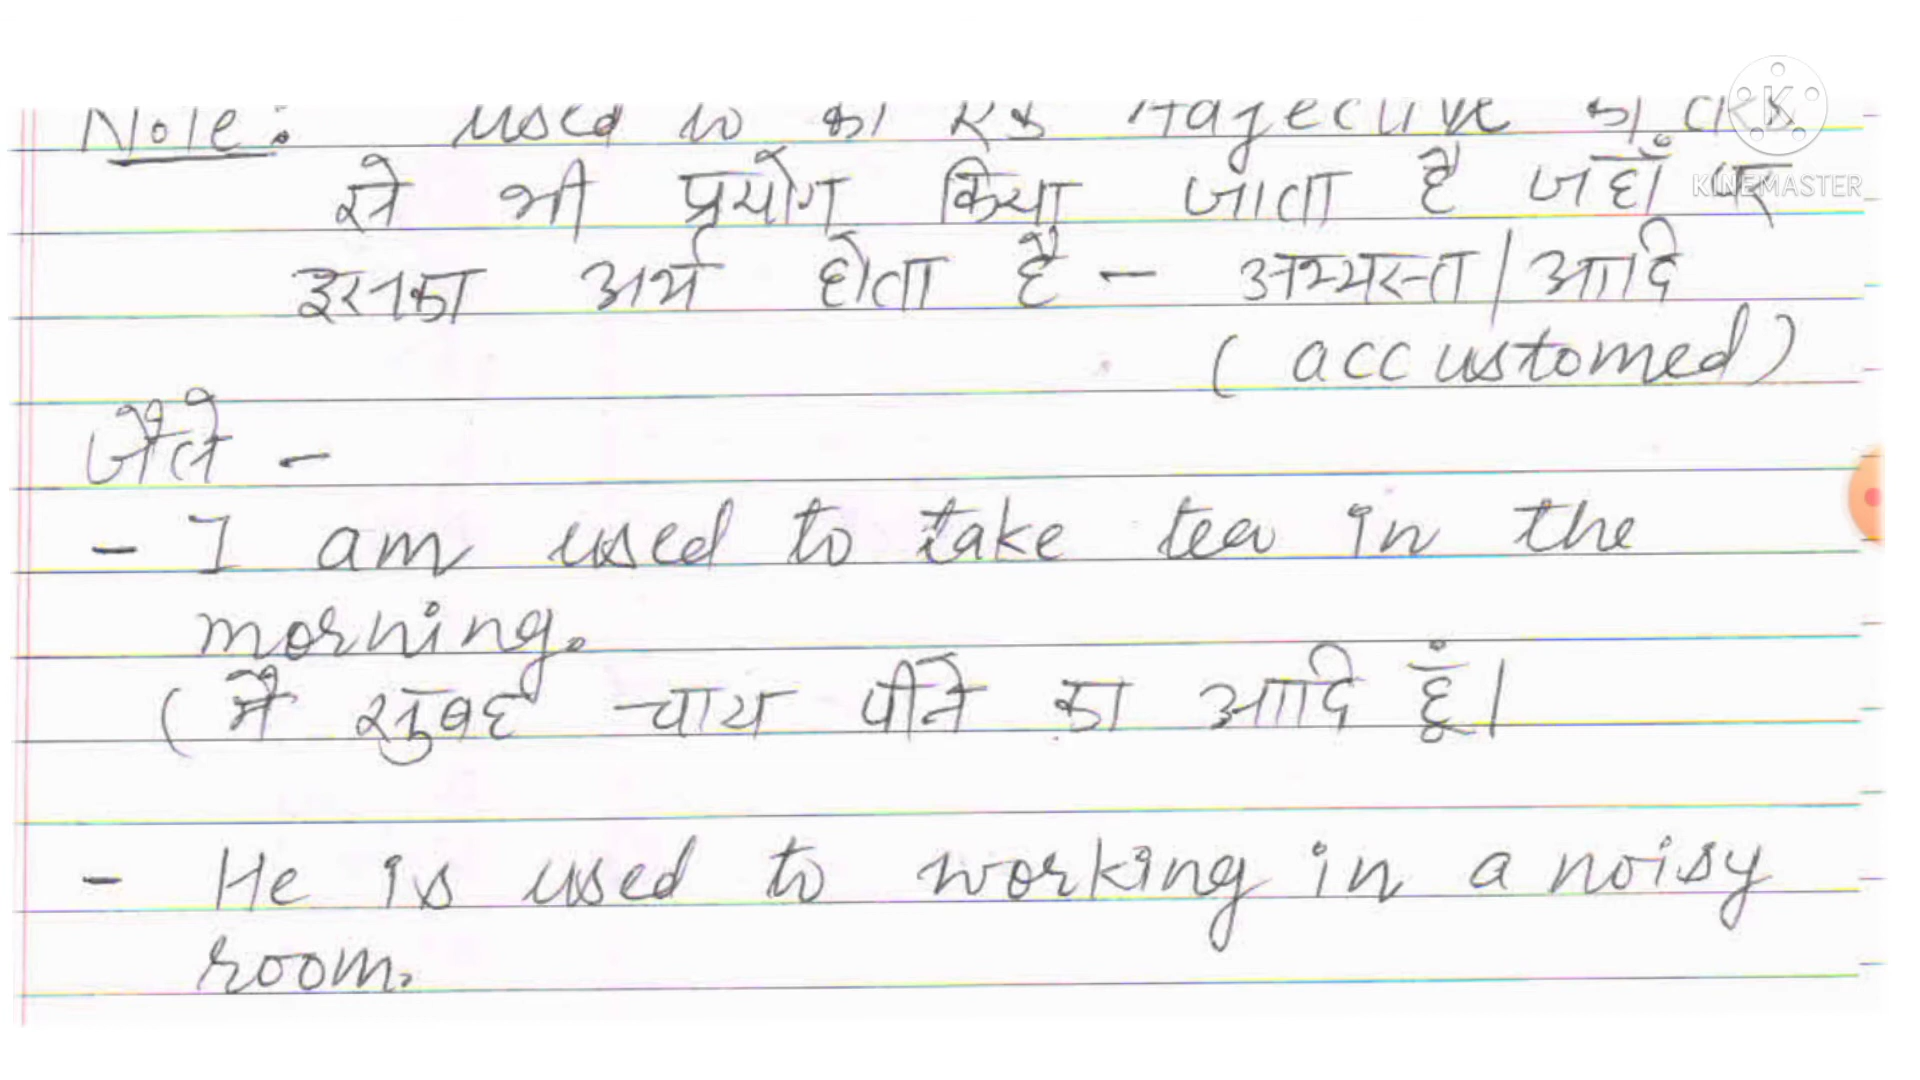 Note: used to का एक Adjective की तरह
से भी प्रयोग किया जाता है जहाँ पर
इसका अर्थ होता है - अभ्यस्त/आदि
(accustomed)
जैसे -
- I am used to take tea in the
morning.
(मैं सुबह चाय पीने का आदि हूं।
- He is used to working in a noisy
room.
KINEMASTER